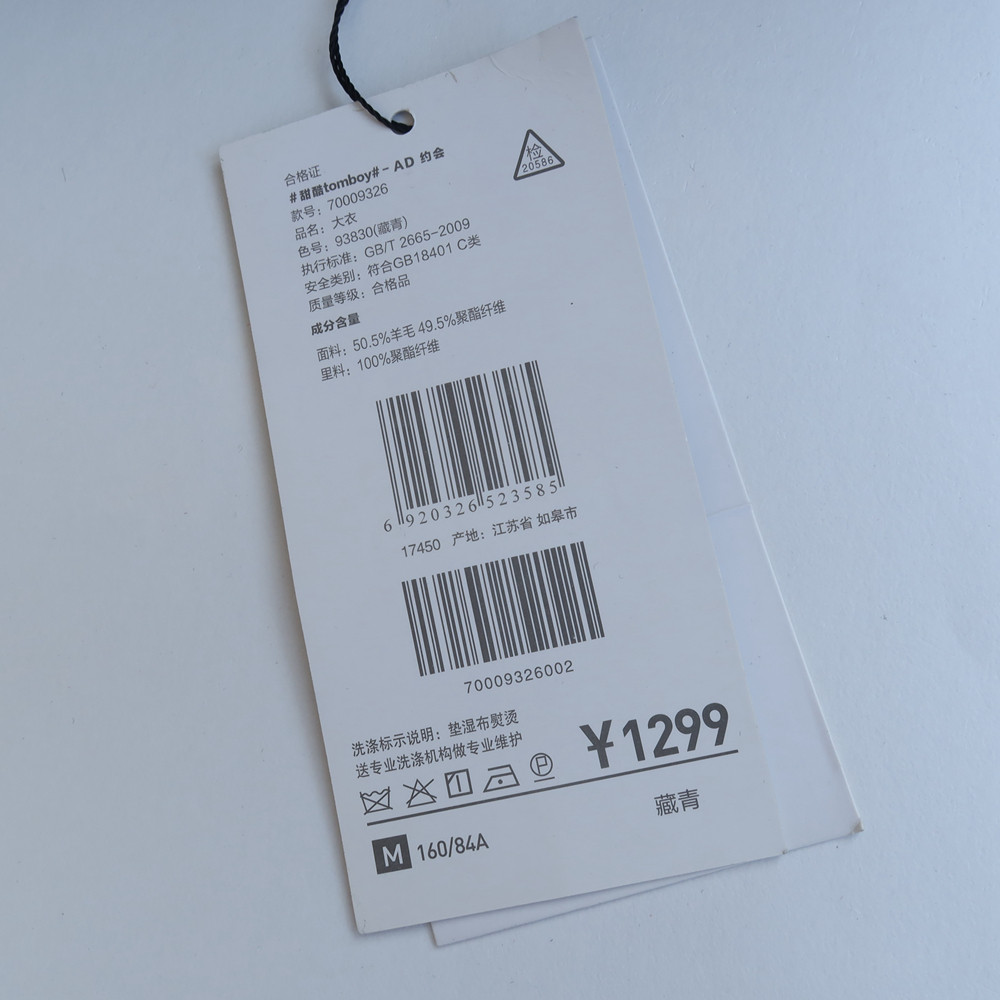 合格证
#甜酷tomboy#-AD 约会
款号：70009326
品名：大衣
色号：93830(藏青)
执行标准：GB/T 2665-2009
安全类别：符合GB18401 C类
质量等级：合格品
检
20586
成分含量
面料：50.5%羊毛 49.5%聚酯纤维
里料：100%聚酯纤维
6 920326 523585
17450 产地：江苏省 如皋市
70009326002
洗涤标示说明：垫湿布熨烫
送专业洗涤机构做专业维护
P
¥1299
藏青
M 160/84A